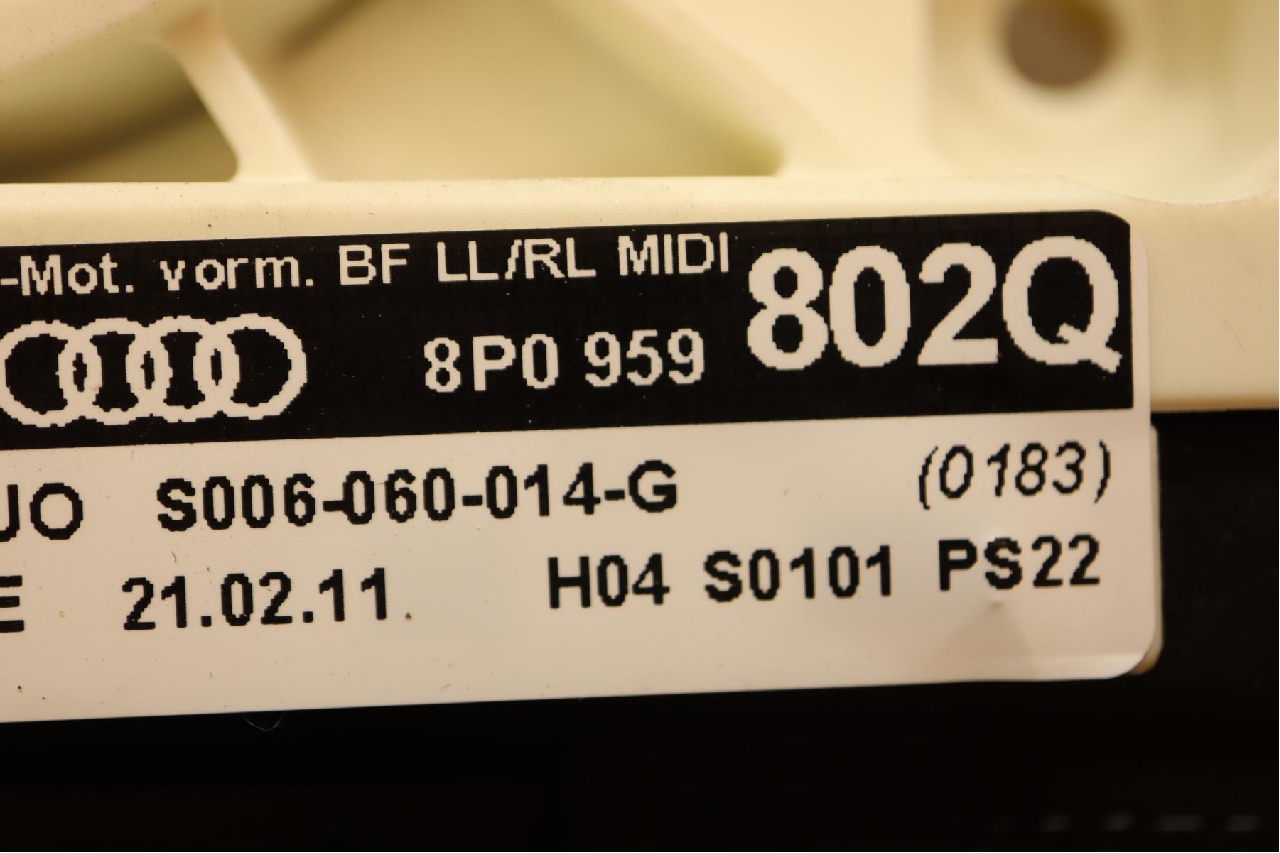 -Mot. vorm. BF LL/RL MIDI
8P0 959 802Q
S006-060-014-G (0183)
21.02.11 H04 S0101 PS22